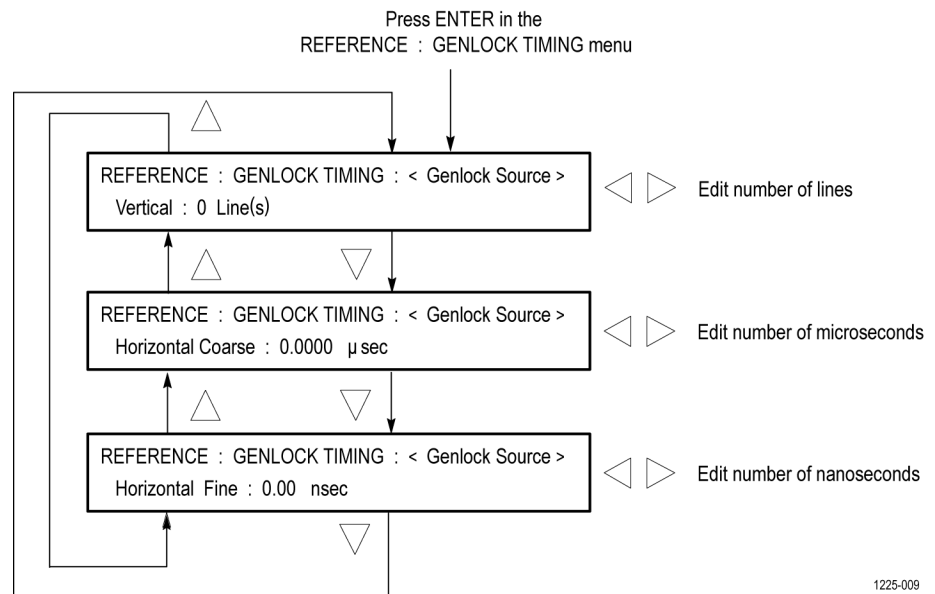 Press ENTER in the
REFERENCE : GENLOCK TIMING menu
REFERENCE : GENLOCK TIMING : < Genlock Source >
Vertical : 0 Line(s)
Edit number of lines
REFERENCE : GENLOCK TIMING : < Genlock Source >
Horizontal Coarse : 0.0000 µ sec
Edit number of microseconds
REFERENCE : GENLOCK TIMING : < Genlock Source >
Horizontal Fine : 0.00 nsec
Edit number of nanoseconds
1225-009